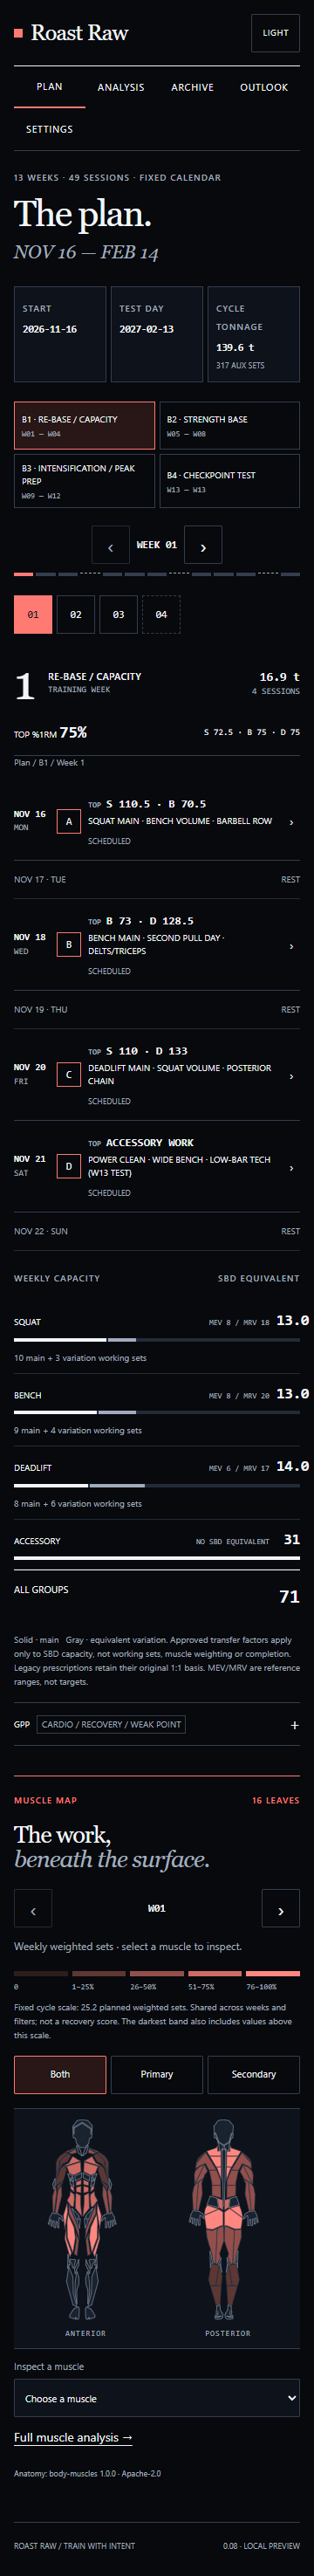 Roast Raw
LIGHT
PLAN
ANALYSIS
ARCHIVE
OUTLOOK
SETTINGS
13 WEEKS · 49 SESSIONS · FIXED CALENDAR
The plan.
NOV 16 — FEB 14
START
2026-11-16
TEST DAY
2027-02-13
CYCLE
TONNAGE
139.6 t
317 AUX SETS
B1 · RE-BASE / CAPACITY
W01 — W04
B2 · STRENGTH BASE
W05 — W08
B3 · INTENSIFICATION / PEAK
PREP
W09 — W12
B4 · CHECKPOINT TEST
W13 — W13
‹ WEEK 01 ›
01
02
03
04
1
RE-BASE / CAPACITY
TRAINING WEEK
16.9 t
4 SESSIONS
TOP %1RM 75%
S 72.5 · B 75 · D 75
Plan / B1 / Week 1
NOV 16
MON
A
TOP S 110.5 · B 70.5
SQUAT MAIN · BENCH VOLUME · BARBELL ROW
SCHEDULED
›
NOV 17 · TUE
REST
NOV 18
WED
B
TOP B 73 · D 128.5
BENCH MAIN · SECOND PULL DAY ·
DELTS/TRICEPS
SCHEDULED
›
NOV 19 · THU
REST
NOV 20
FRI
C
TOP S 110 · D 133
DEADLIFT MAIN · SQUAT VOLUME · POSTERIOR
CHAIN
SCHEDULED
›
NOV 21
SAT
D
TOP ACCESSORY WORK
POWER CLEAN · WIDE BENCH · LOW-BAR TECH
(W13 TEST)
SCHEDULED
›
NOV 22 · SUN
REST
WEEKLY CAPACITY
SBD EQUIVALENT
SQUAT
MEV 8 / MRV 18 13.0
10 main + 3 variation working sets
BENCH
MEV 8 / MRV 20 13.0
9 main + 4 variation working sets
DEADLIFT
MEV 6 / MRV 17 14.0
8 main + 6 variation working sets
ACCESSORY
NO SBD EQUIVALENT 31
ALL GROUPS
71
Solid · main Gray · equivalent variation. Approved transfer factors apply
only to SBD capacity, not working sets, muscle weighting or completion.
Legacy prescriptions retain their original 1:1 basis. MEV/MRV are reference
ranges, not targets.
GPP CARDIO / RECOVERY / WEAK POINT +
MUSCLE MAP
16 LEAVES
The work,
beneath the surface.
‹ W01 ›
Weekly weighted sets · select a muscle to inspect.
0
1–25%
26–50%
51–75%
76–100%
Fixed cycle scale: 25.2 planned weighted sets. Shared across weeks and
filters; not a recovery score. The darkest band also includes values above
this scale.
Both
Primary
Secondary
ANTERIOR
POSTERIOR
Inspect a muscle
Choose a muscle
Full muscle analysis →
Anatomy: body-muscles 1.0.0 · Apache-2.0
ROAST RAW / TRAIN WITH INTENT
0.08 · LOCAL PREVIEW